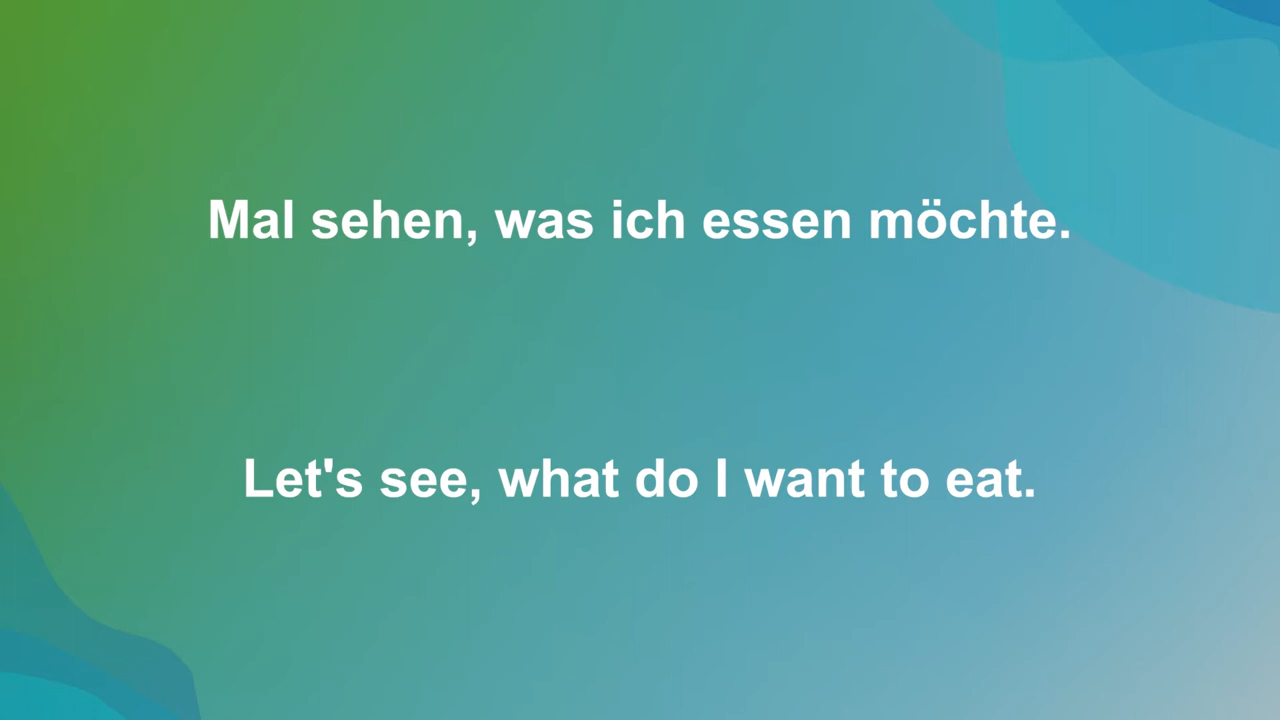 Mal sehen, was ich essen möchte.
Let's see, what do I want to eat.